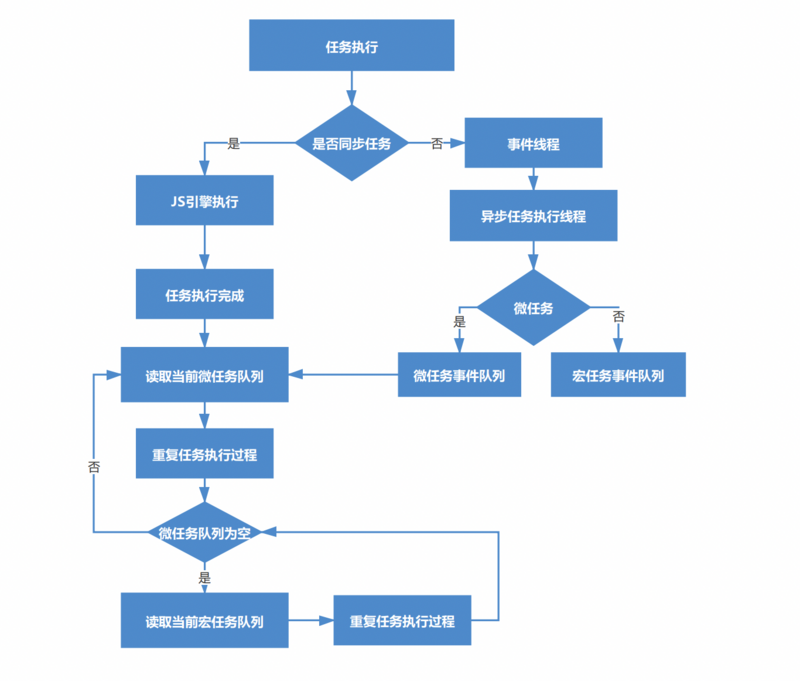 任务执行
是否同步任务
是
否
事件线程
JS引擎执行
异步任务执行线程
任务执行完成
微任务
是
否
读取当前微任务队列
微任务事件队列
宏任务事件队列
重复任务执行过程
否
微任务队列为空
是
读取当前宏任务队列
重复任务执行过程